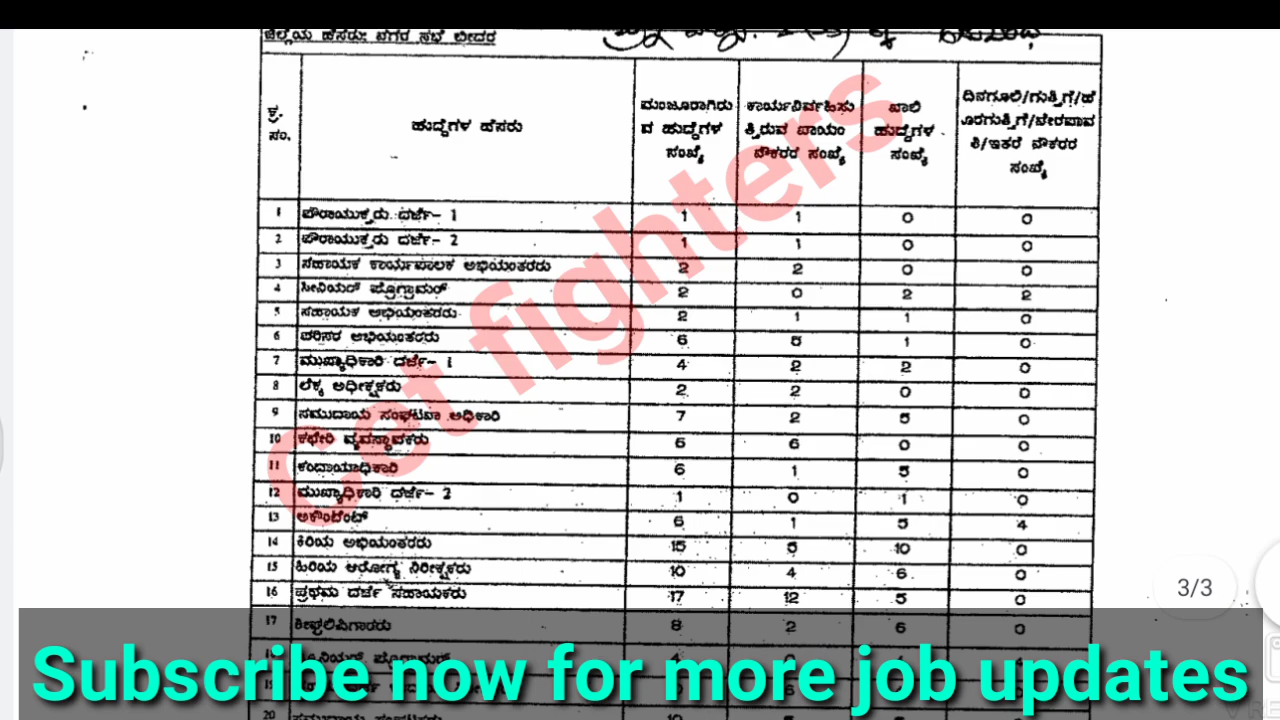 ಜಿಲ್ಲೆಯ ಹೆಸರು: ನಗರ ಸಭೆ ಬೀದರ
ಕ್ರ. ಸಂ.
ಹುದ್ದೆಗಳ ಹೆಸರು
ಮಂಜೂರಾಗಿರು
ವ ಹುದ್ದೆಗಳ
ಸಂಖ್ಯೆ
ಕಾರ್ಯನಿರ್ವಹಿಸು
ತ್ತಿರುವ ಖಾಯಂ
ನೌಕರರ ಸಂಖ್ಯೆ
ಖಾಲಿ
ಹುದ್ದೆಗಳ
ಸಂಖ್ಯೆ
ದಿನಗೂಲಿ/ಗುತ್ತಿಗೆ/ಹೆ
ೂರಗುತ್ತಿಗೆ/ನೇರಪಾವ
ತಿ/ಇತರೆ ನೌಕರರ
ಸಂಖ್ಯೆ
1 ಪೌರಾಯುಕ್ತರು ದರ್ಜೆ- 1 1 1 0 0
2 ಪೌರಾಯುಕ್ತರು ದರ್ಜೆ- 2 1 1 0 0
3 ಸಹಾಯಕ ಕಾರ್ಯಪಾಲಕ ಅಭಿಯಂತರರು 2 2 0 0
4 ಸೀನಿಯರ್ ಪ್ರೊಗ್ರಾಮರ್ 2 0 2 2
5 ಸಹಾಯಕ ಅಭಿಯಂತರರು 2 1 1 0
6 ಪರಿಸರ ಅಭಿಯಂತರರು 6 5 1 0
7 ಮುಖ್ಯಾಧಿಕಾರಿ ದರ್ಜೆ- 1 4 2 2 0
8 ಲೆಕ್ಕ ಅಧೀಕ್ಷಕರು 2 2 0 0
9 ಸಮುದಾಯ ಸಂಘಟನಾ ಅಧಿಕಾರಿ 7 2 5 0
10 ಕಛೇರಿ ವ್ಯವಸ್ಥಾಪಕರು 6 6 0 0
11 ಕಂದಾಯಾಧಿಕಾರಿ 6 1 5 0
12 ಮುಖ್ಯಾಧಿಕಾರಿ ದರ್ಜೆ- 2 1 0 1 0
13 ಅಕೌಂಟೆಂಟ್ 6 1 5 4
14 ಕಿರಿಯ ಅಭಿಯಂತರರು 15 5 10 0
15 ಹಿರಿಯ ಆರೋಗ್ಯ ನಿರೀಕ್ಷಕರು 10 4 6 0
16 ಪ್ರಥಮ ದರ್ಜೆ ಸಹಾಯಕರು 17 12 5 0
17 ಶೀಘ್ರಲಿಪಿಗಾರರು 8 2 6 0
20
Cet fighters
3/3
Subscribe now for more job updates